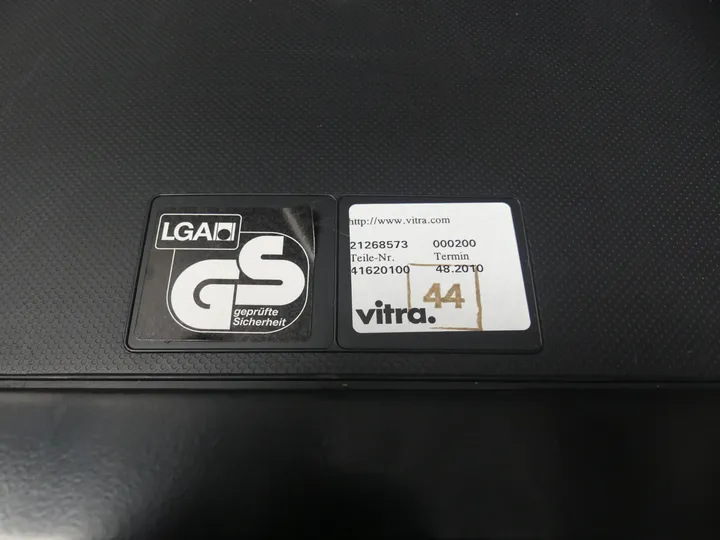 LGA
GS
geprüfte
Sicherheit
http://www.vitra.com
21268573 000200
Teile-Nr. Termin
41620100 48.2010
44
vitra.